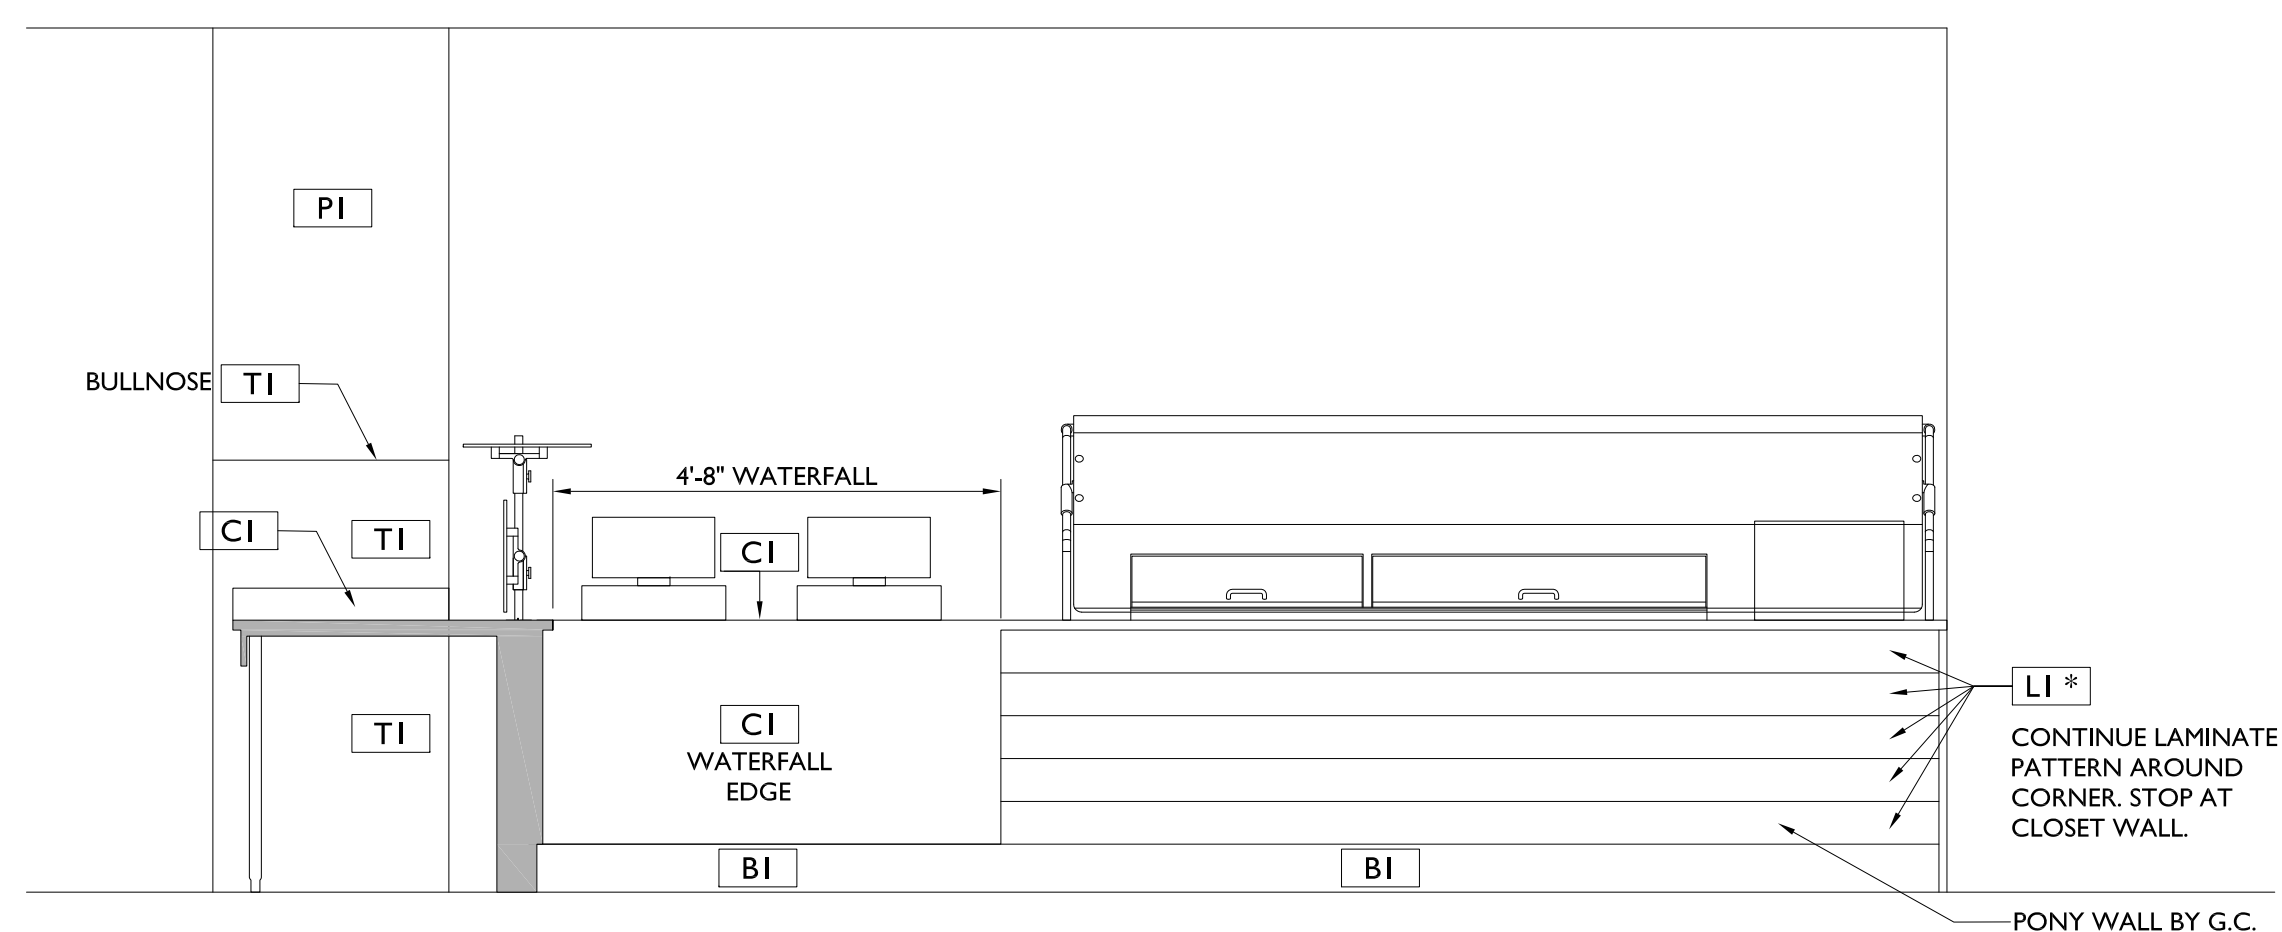 P1
BULLNOSE T1
4'-8" WATERFALL
C1
T1
C1
T1
C1
WATERFALL
EDGE
L1 *
CONTINUE LAMINATE
PATTERN AROUND
CORNER. STOP AT
CLOSET WALL.
B1
B1
PONY WALL BY G.C.